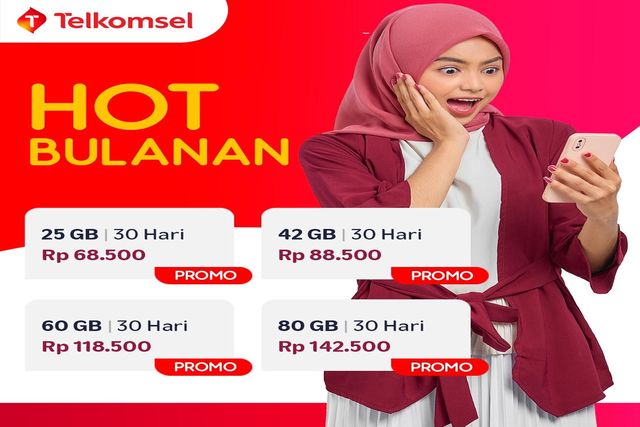 Telkomsel
HOT
BULANAN
25 GB | 30 Hari
Rp 68.500
PROMO
42 GB | 30 Hari
Rp 88.500
PROMO
60 GB | 30 Hari
Rp 118.500
PROMO
80 GB | 30 Hari
Rp 142.500
PROMO